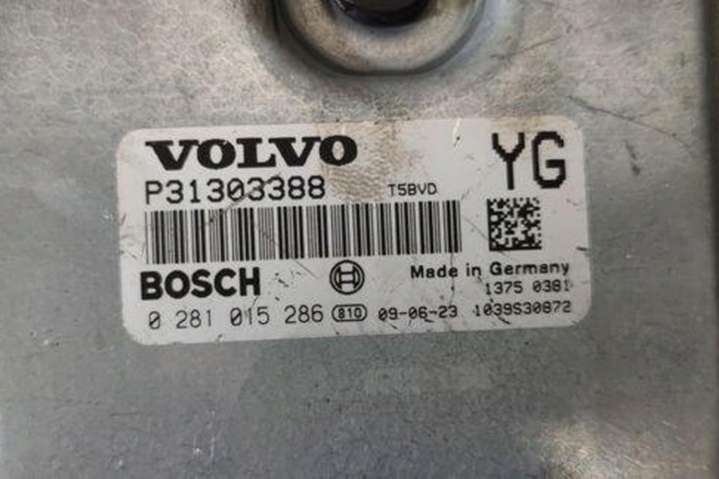 VOLVO YG
P31303388 T5BVD
BOSCH Made in Germany
1375 0381
0 281 015 286 810 09-06-23 1039S30872